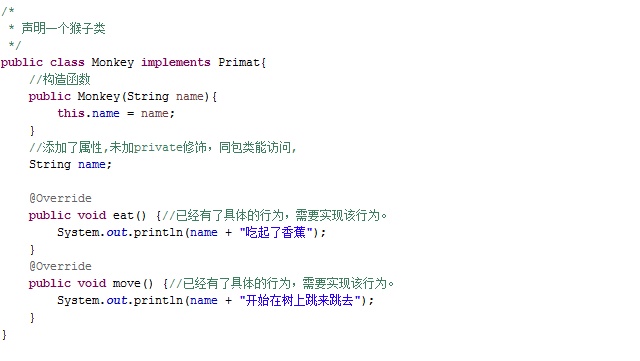 /*
 * 声明一个猴子类
 */
public class Monkey implements Primat{
    //构造函数
    public Monkey(String name){
        this.name = name;
    }
    //添加了属性,未加private修饰，同包类能访问,
    String name;

    @Override
    public void eat() {//已经有了具体的行为，需要实现该行为。
        System.out.println(name + "吃起了香蕉");
    }
    @Override
    public void move() {//已经有了具体的行为，需要实现该行为。
        System.out.println(name + "开始在树上跳来跳去");
    }
}